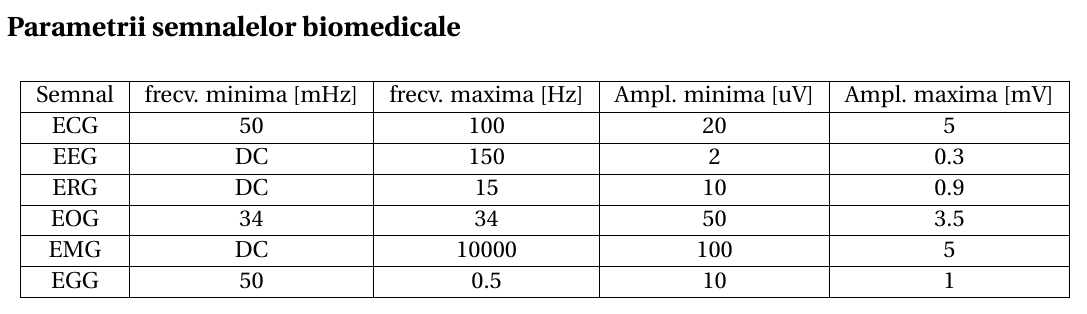 Parametrii semnalelor biomedicale
Semnal frecv. minima [mHz] frecv. maxima [Hz] Ampl. minima [uV] Ampl. maxima [mV]
ECG 50 100 20 5
EEG DC 150 2 0.3
ERG DC 15 10 0.9
EOG 34 34 50 3.5
EMG DC 10000 100 5
EGG 50 0.5 10 1